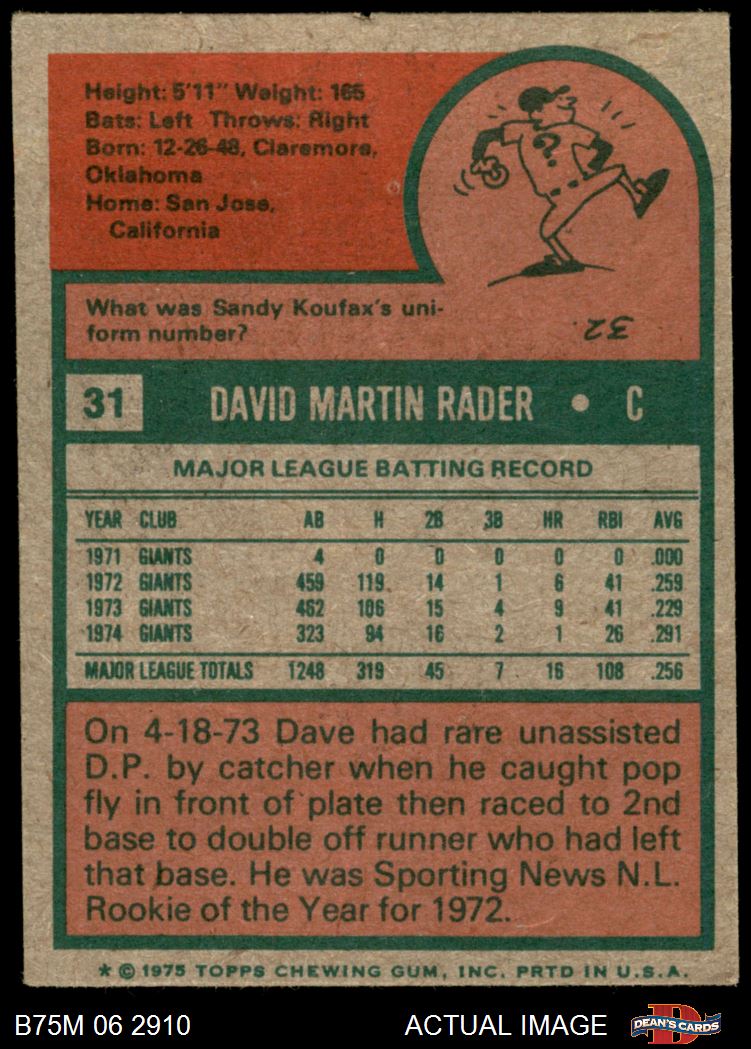 Height: 5'11" Weight: 165
Bats: Left Throws: Right
Born: 12-26-48, Claremore,
Oklahoma
Home: San Jose,
California
What was Sandy Koufax's uni-
form number?
32.
31 DAVID MARTIN RADER • C
MAJOR LEAGUE BATTING RECORD
YEAR CLUB AB H 2B 3B HR RBI AVG
1971 GIANTS 4 0 0 0 0 0 .000
1972 GIANTS 459 119 14 1 6 41 .259
1973 GIANTS 462 106 15 4 9 41 .229
1974 GIANTS 323 94 16 2 1 26 .291
MAJOR LEAGUE TOTALS 1248 319 45 7 16 108 .256
On 4-18-73 Dave had rare unassisted
D.P. by catcher when he caught pop
fly in front of plate then raced to 2nd
base to double off runner who had left
that base. He was Sporting News N.L.
Rookie of the Year for 1972.
* © 1975 TOPPS CHEWING GUM, INC. PRTD IN U.S.A.
B75M 06 2910 ACTUAL IMAGE
D
DEAN'S CARDS